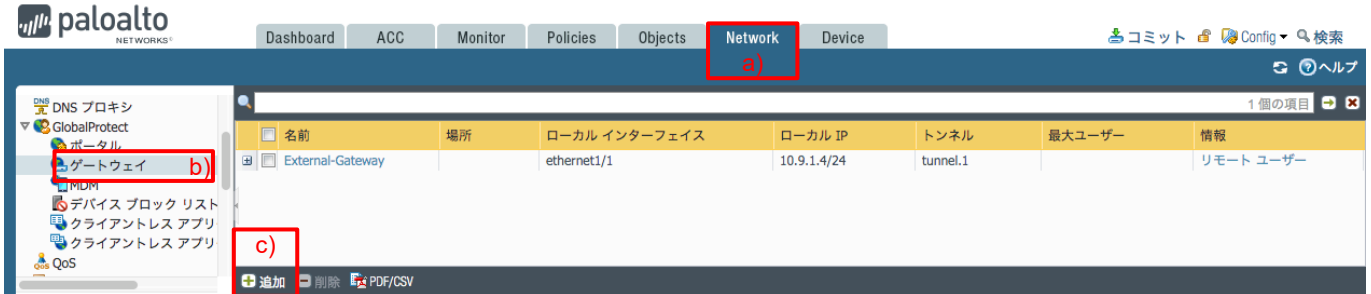 paloalto
NETWORKS®
Dashboard ACC Monitor Policies Objects Network Device
コミット Config 検索
a)
ヘルプ
DNS プロキシ
GlobalProtect
ポータル
ゲートウェイ b)
MDM
デバイス ブロック リスト
クライアントレス アプリ
クライアントレス アプリ
QoS
1 個の項目
名前 場所 ローカル インターフェイス ローカル IP トンネル 最大ユーザー 情報
External-Gateway ethernet1/1 10.9.1.4/24 tunnel.1 リモート ユーザー
c)
追加 削除 PDF/CSV